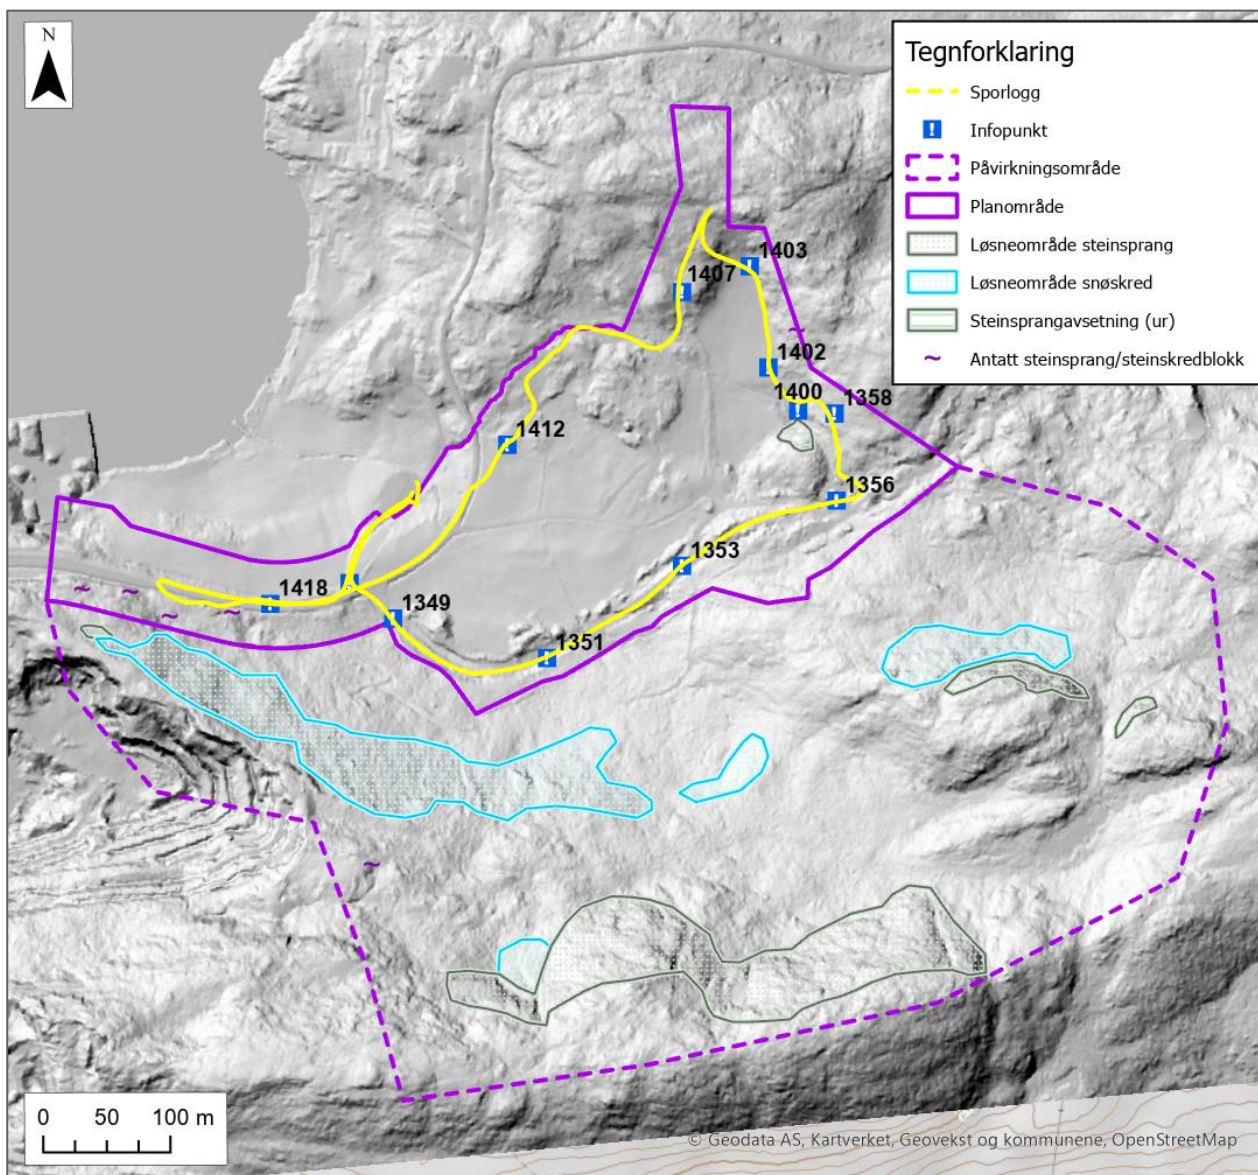 N
Tegnforklaring
Sporlogg
Infopunkt
Påvirkningsområde
Planområde
Løsneområde steinsprang
Løsneområde snøskred
Steinsprangavsetning (ur)
Antatt steinsprang/steinskredblokk
1403
1407
1402
1400
1358
1412
1356
1353
1418
1349
1351
0 50 100 m
© Geodata AS, Kartverket, Geovekst og kommunene, OpenStreetMap